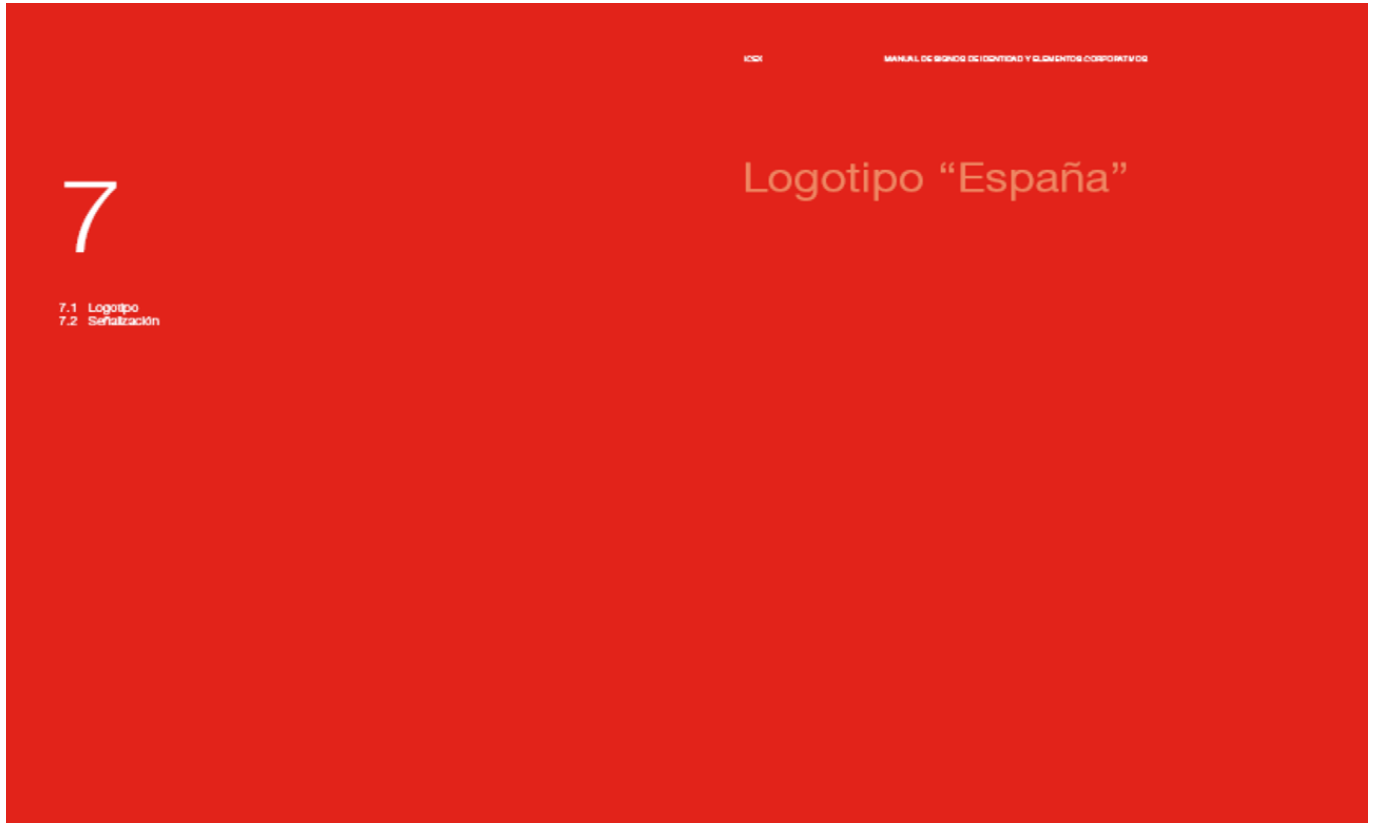 ICEX
MANUAL DE SIGNOS DE IDENTIDAD Y ELEMENTOS CORPORATIVOS
7
Logotipo “España”
7.1 Logotipo
7.2 Señalización